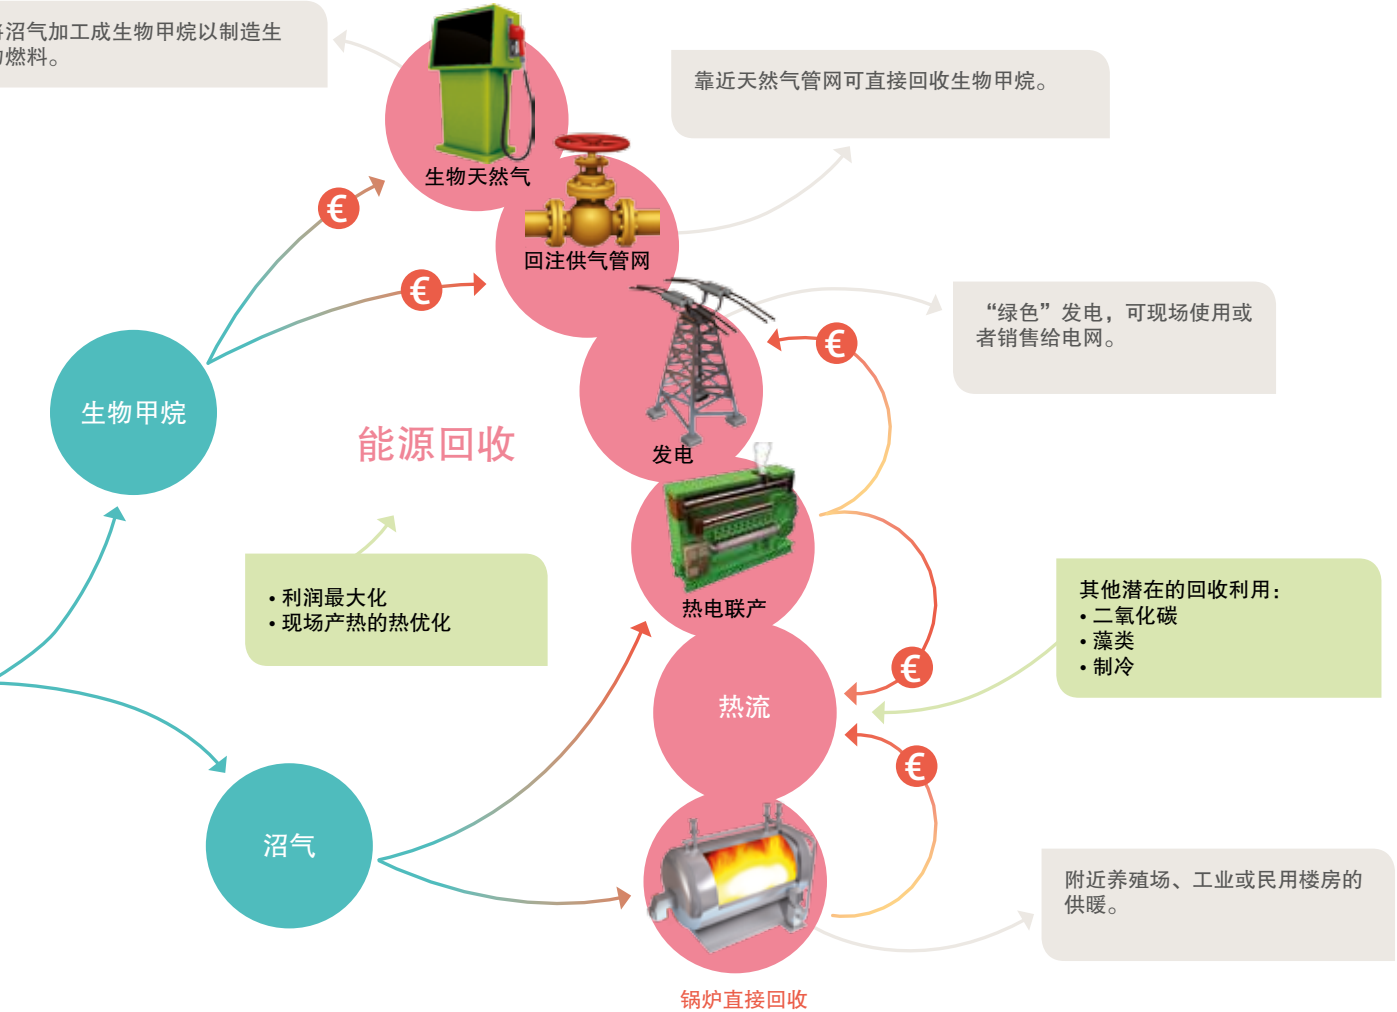 将沼气加工成生物甲烷以制造生
物燃料。
靠近天然气管网可直接回收生物甲烷。
生物天然气
€
回注供气管网
€
“绿色”发电，可现场使用或
者销售给电网。
€
生物甲烷
能源回收
发电
• 利润最大化
• 现场产热的热优化
热电联产
其他潜在的回收利用：
• 二氧化碳
• 藻类
• 制冷
€
热流
€
沼气
附近养殖场、工业或民用楼房的
供暖。
锅炉直接回收